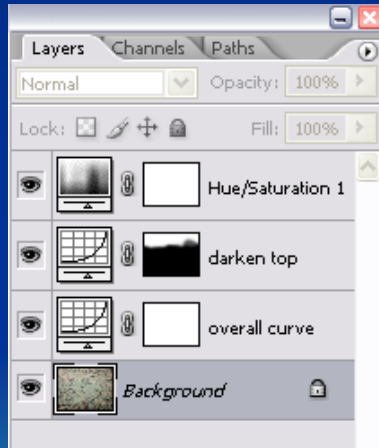 Layers Channels Paths
Normal Opacity: 100%
Lock: Fill: 100%
Hue/Saturation 1
darken top
overall curve
Background